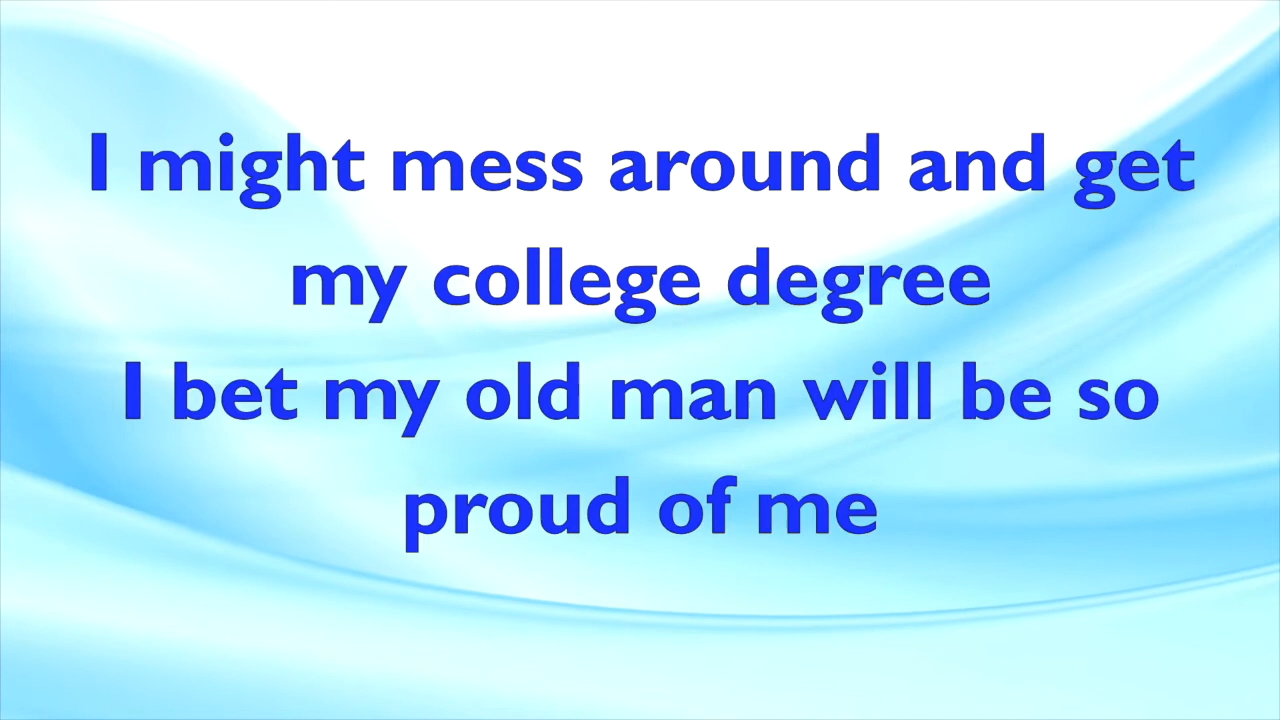 I might mess around and get
my college degree
I bet my old man will be so
proud of me